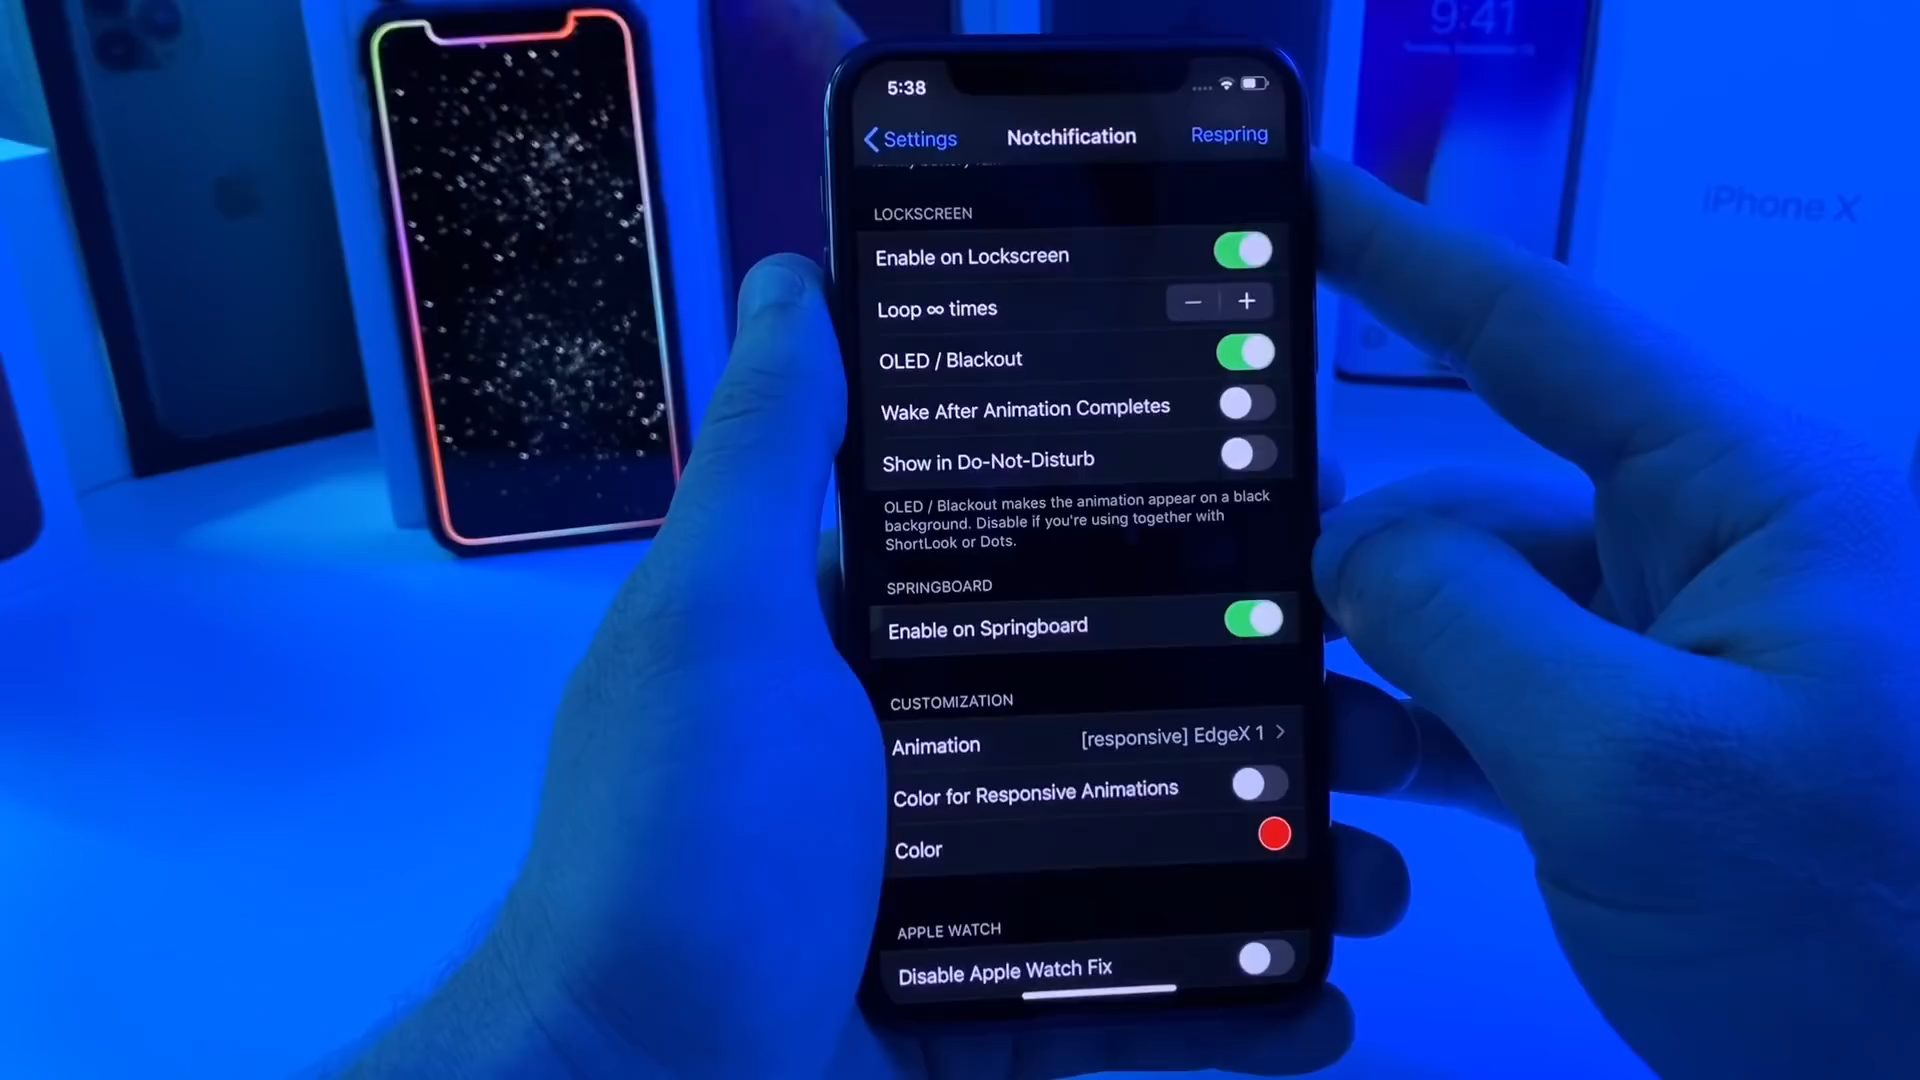 9:41
iPhone X
5:38
Settings
Notchification
Respring
LOCKSCREEN
Enable on Lockscreen
Loop ∞ times
OLED / Blackout
Wake After Animation Completes
Show in Do-Not-Disturb
OLED / Blackout makes the animation appear on a black
background. Disable if you're using together with
ShortLook or Dots.
SPRINGBOARD
Enable on Springboard
CUSTOMIZATION
Animation [responsive] EdgeX 1
Color for Responsive Animations
Color
APPLE WATCH
Disable Apple Watch Fix